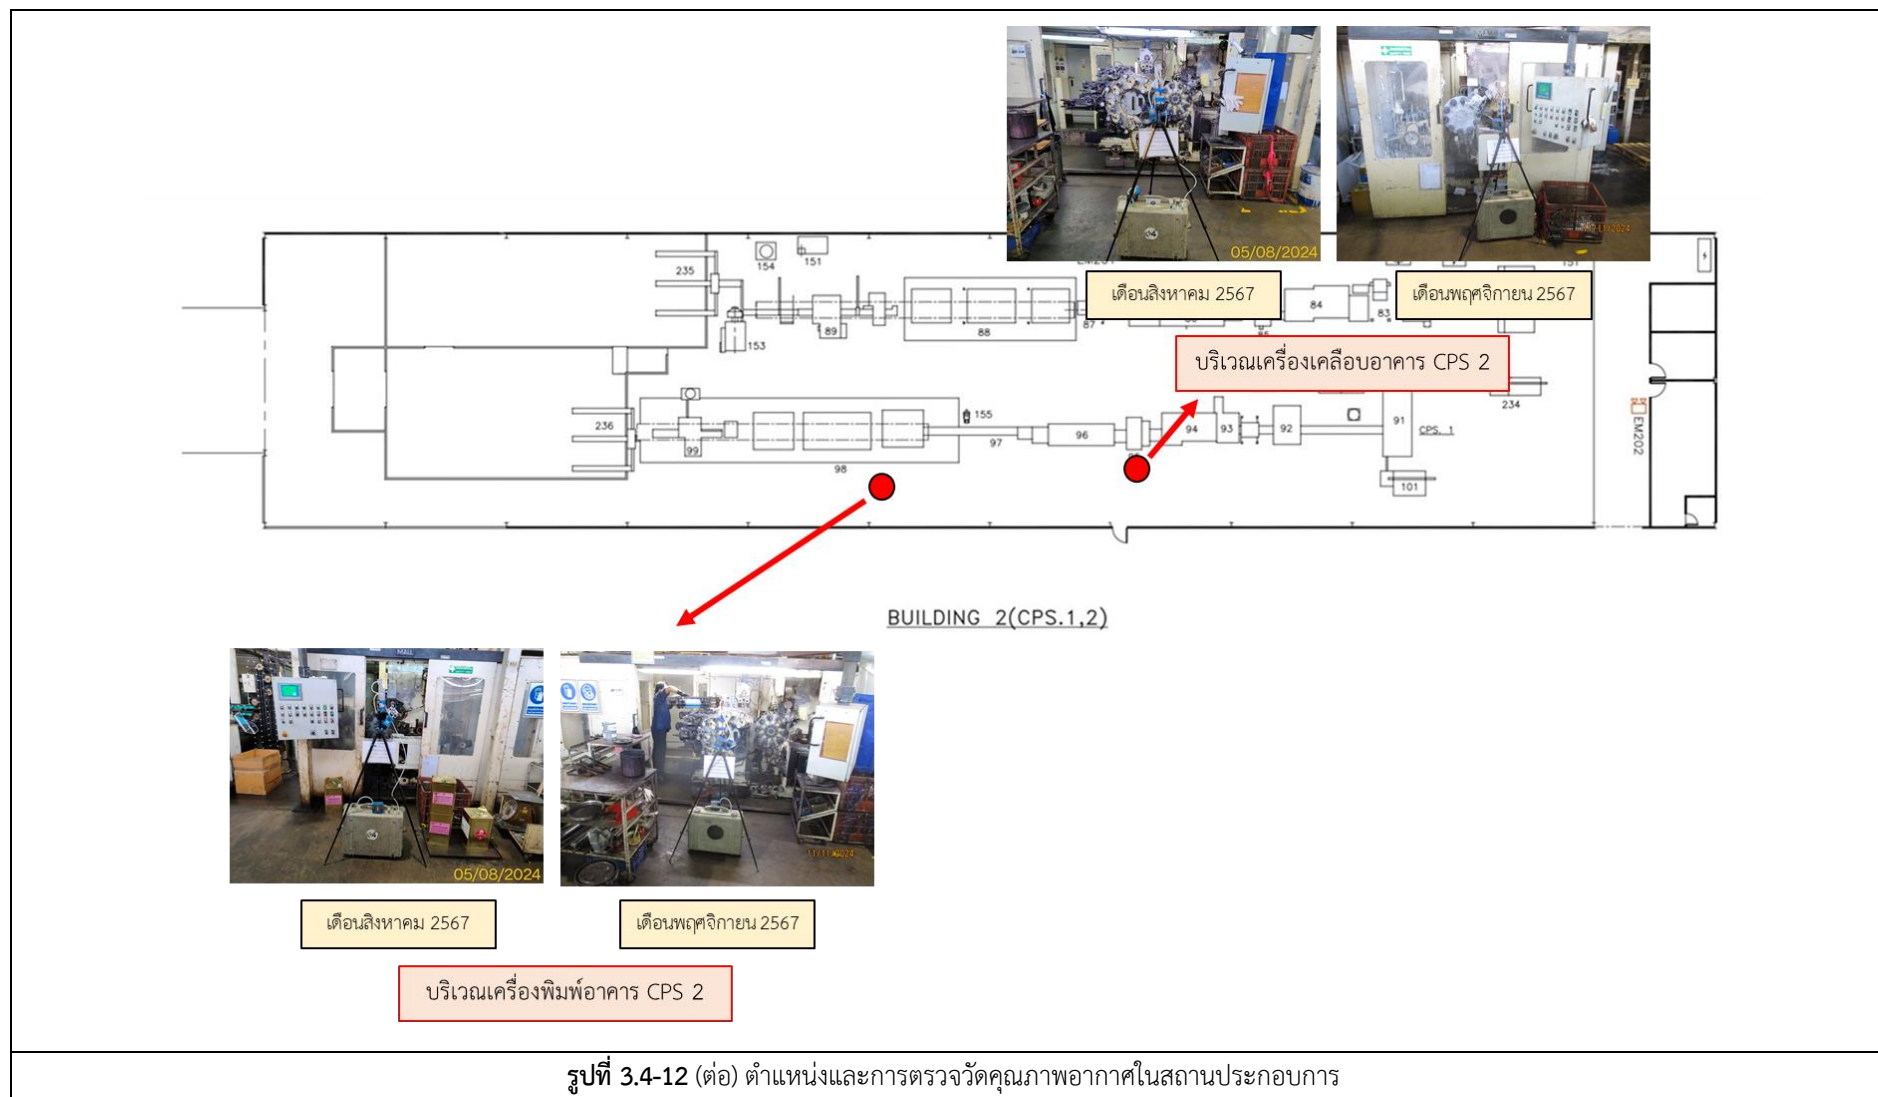 MALL
05/08/2024
11/11/2024
เดือนสิงหาคม 2567
เดือนพฤศจิกายน 2567
บริเวณเครื่องเคลือบอาคาร CPS 2
235
154
151
153
89
88
87
84
83
236
99
98
155
97
96
94
93
92
91
CPS. 1
101
234
EM202
BUILDING 2(CPS.1,2)
MALL
05/08/2024
11/11/2024
เดือนสิงหาคม 2567
เดือนพฤศจิกายน 2567
บริเวณเครื่องพิมพ์อาคาร CPS 2
รูปที่ 3.4-12 (ต่อ) ตำแหน่งและการตรวจวัดคุณภาพอากาศในสถานประกอบการ